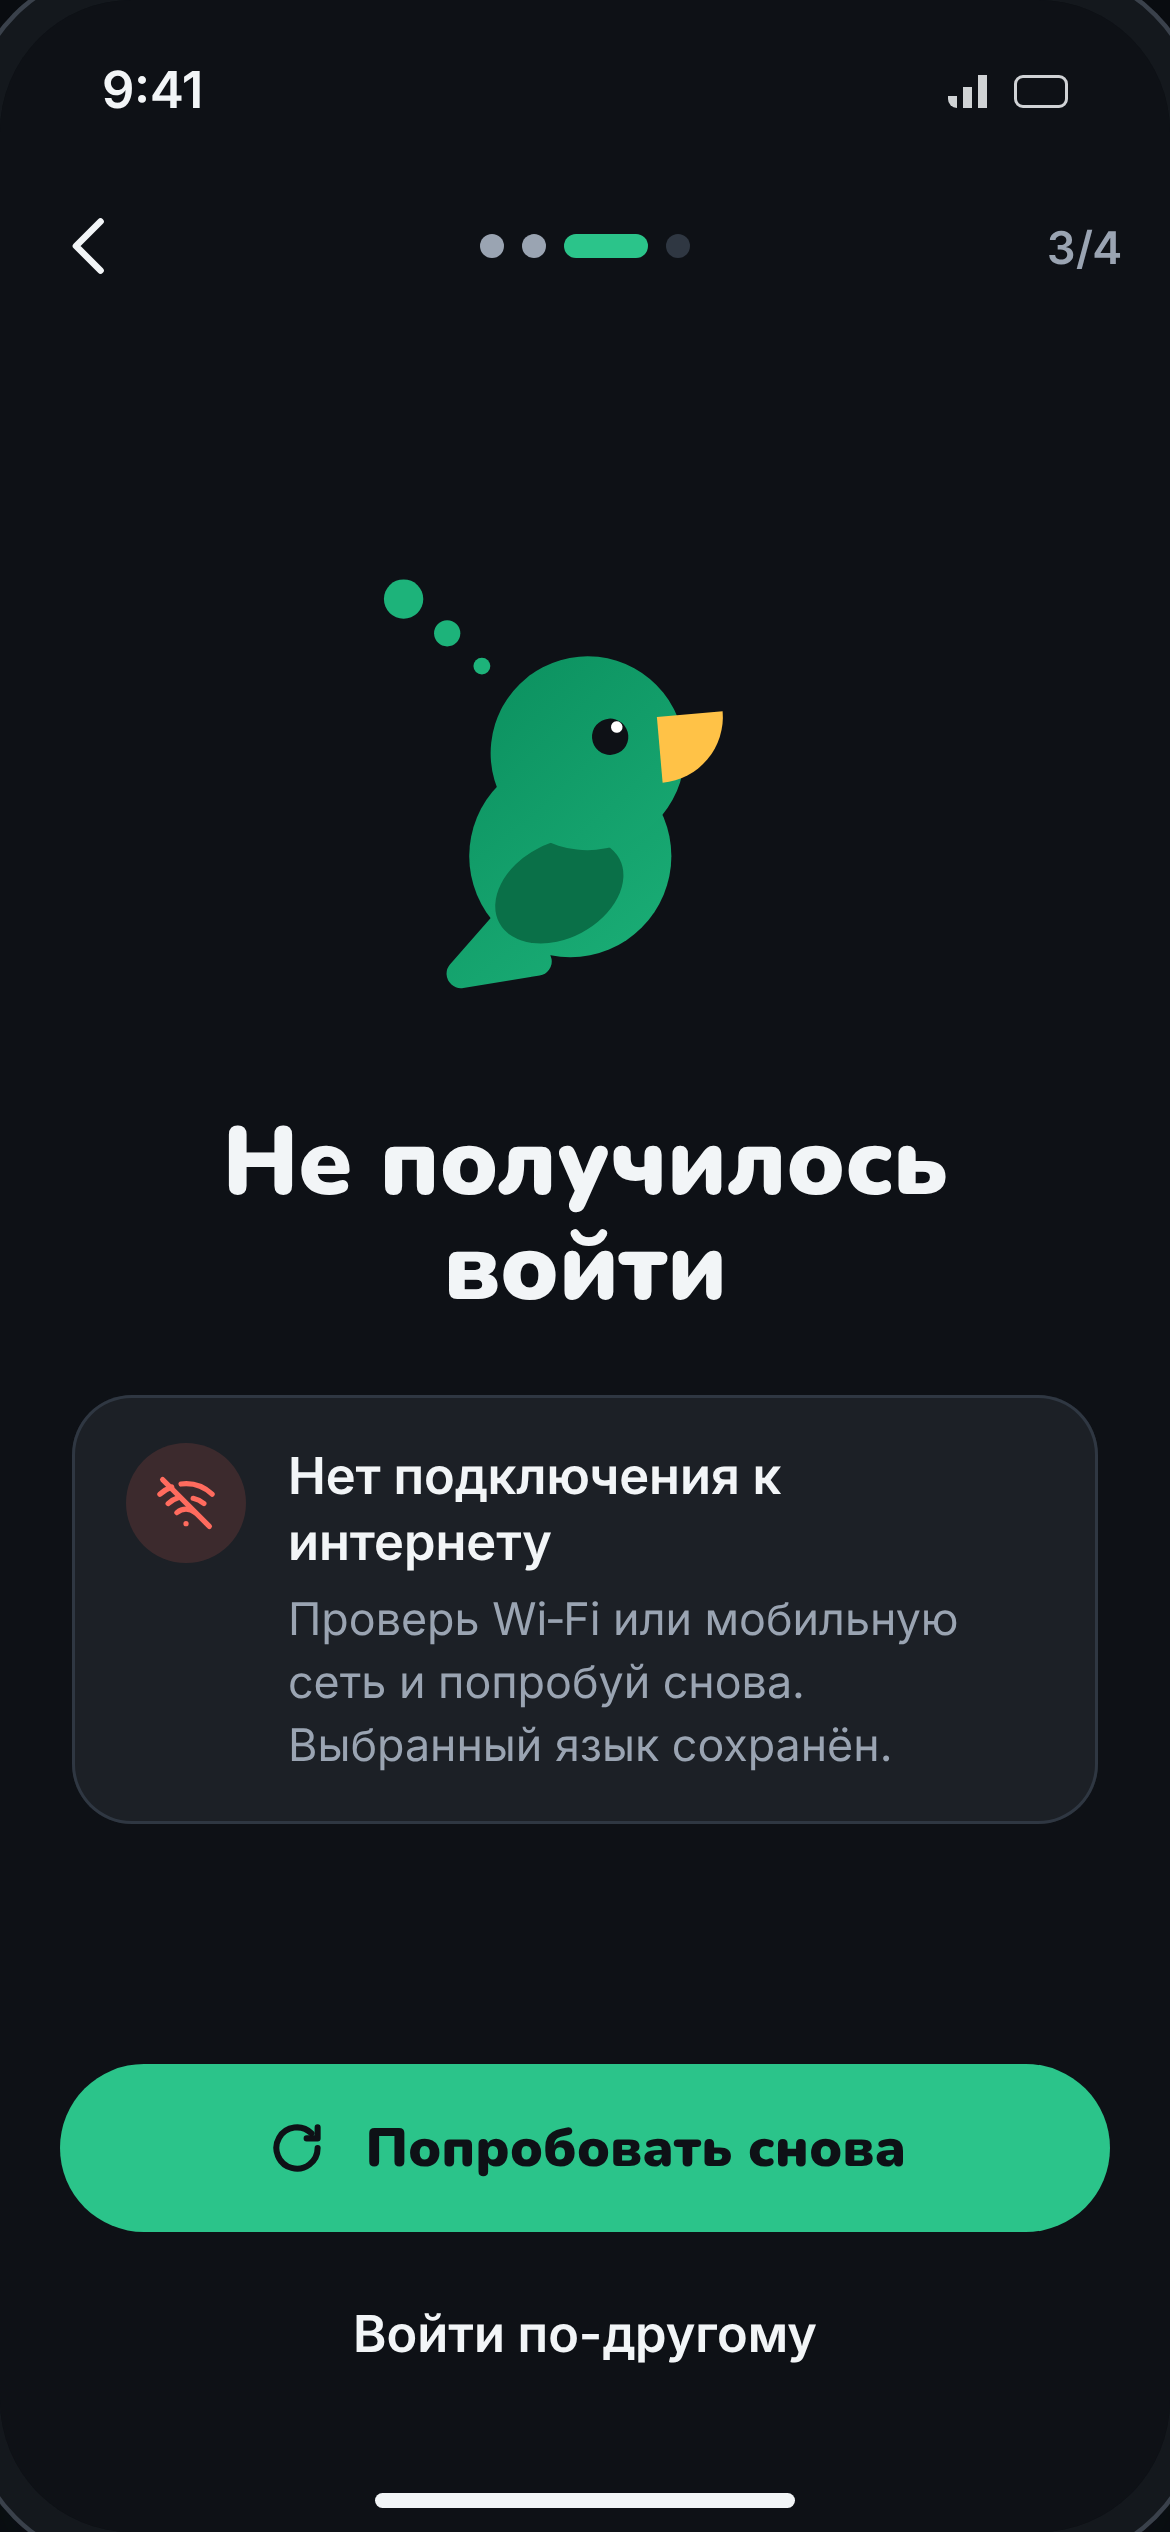 9:41
3/4
Не получилось
войти
Нет подключения к
интернету
Проверь Wi-Fi или мобильную
сеть и попробуй снова.
Выбранный язык сохранён.
Попробовать снова
Войти по-другому